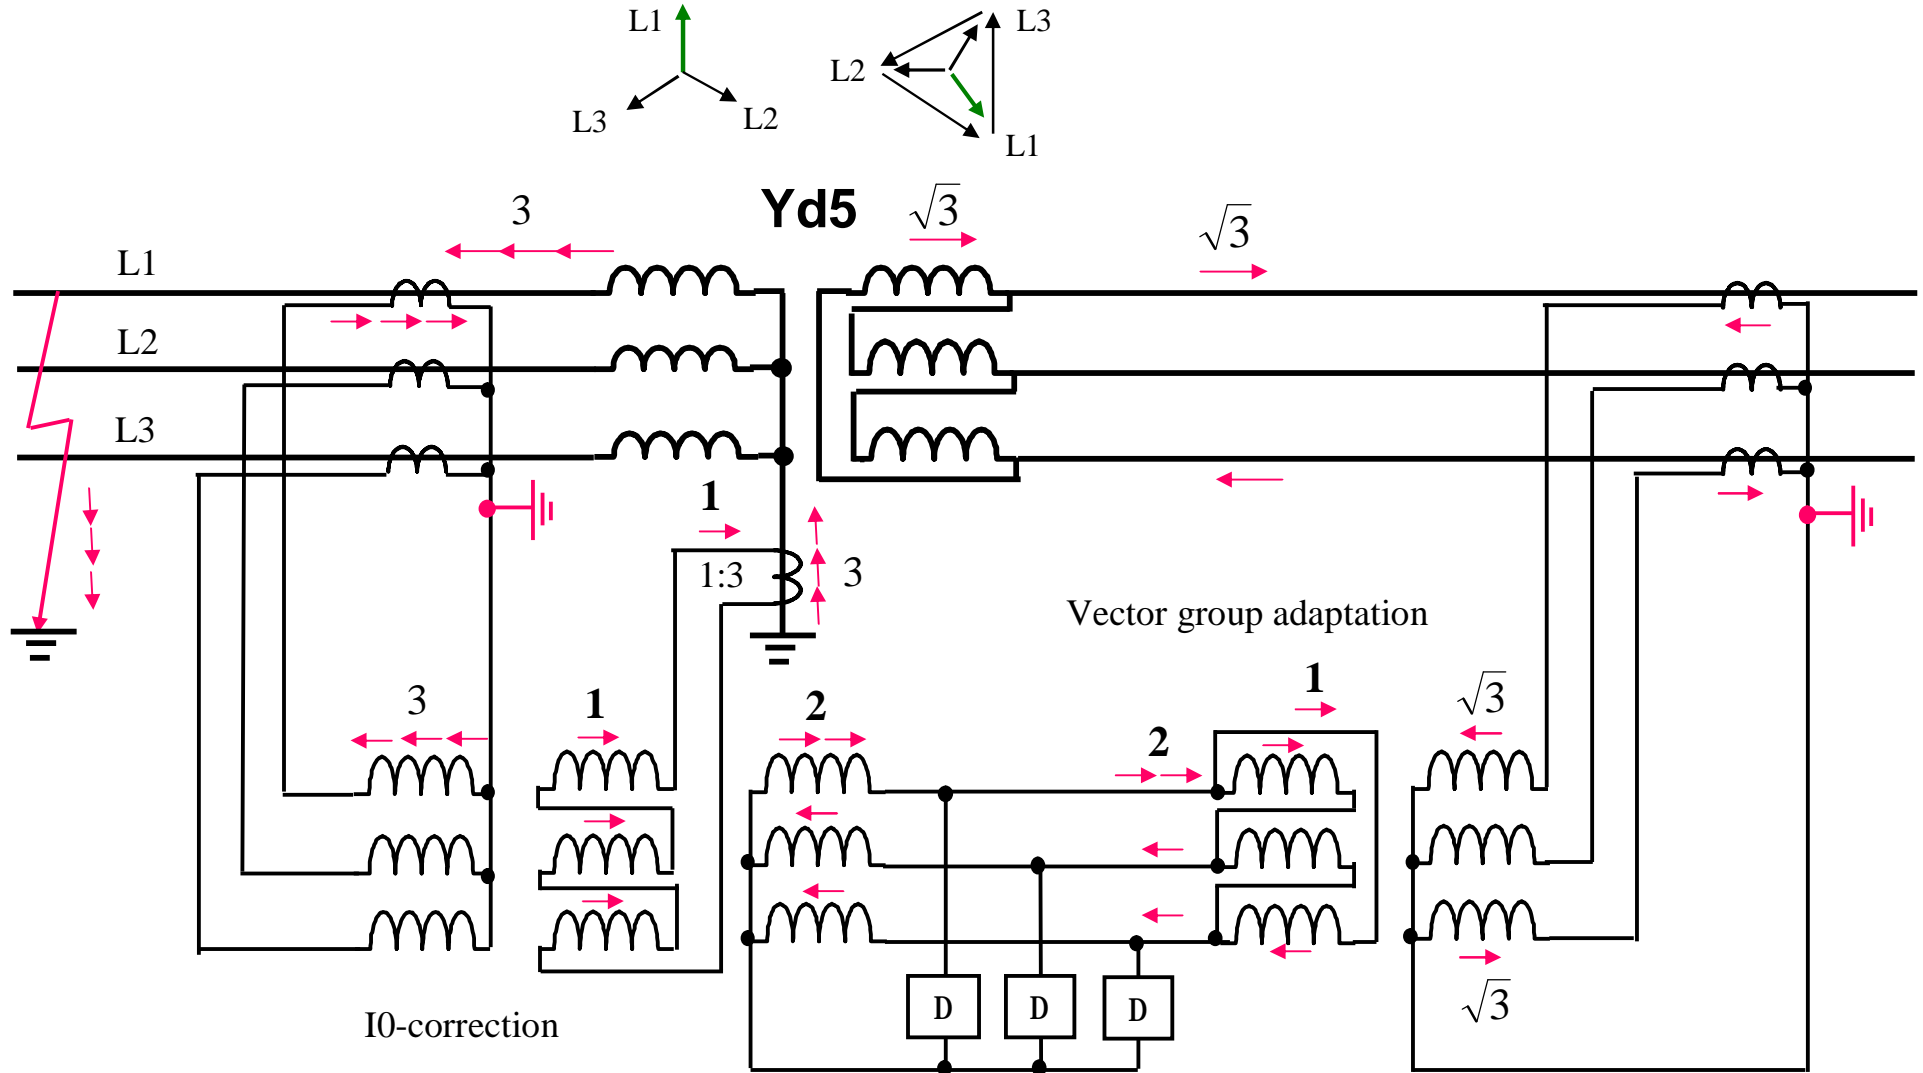 L1
L3
L2
L3
L2
L1
Yd5
3
√3
√3
L1
L2
L3
1
1:3
3
Vector group adaptation
3
1
2
2
1
√3
D
D
D
√3
I0-correction